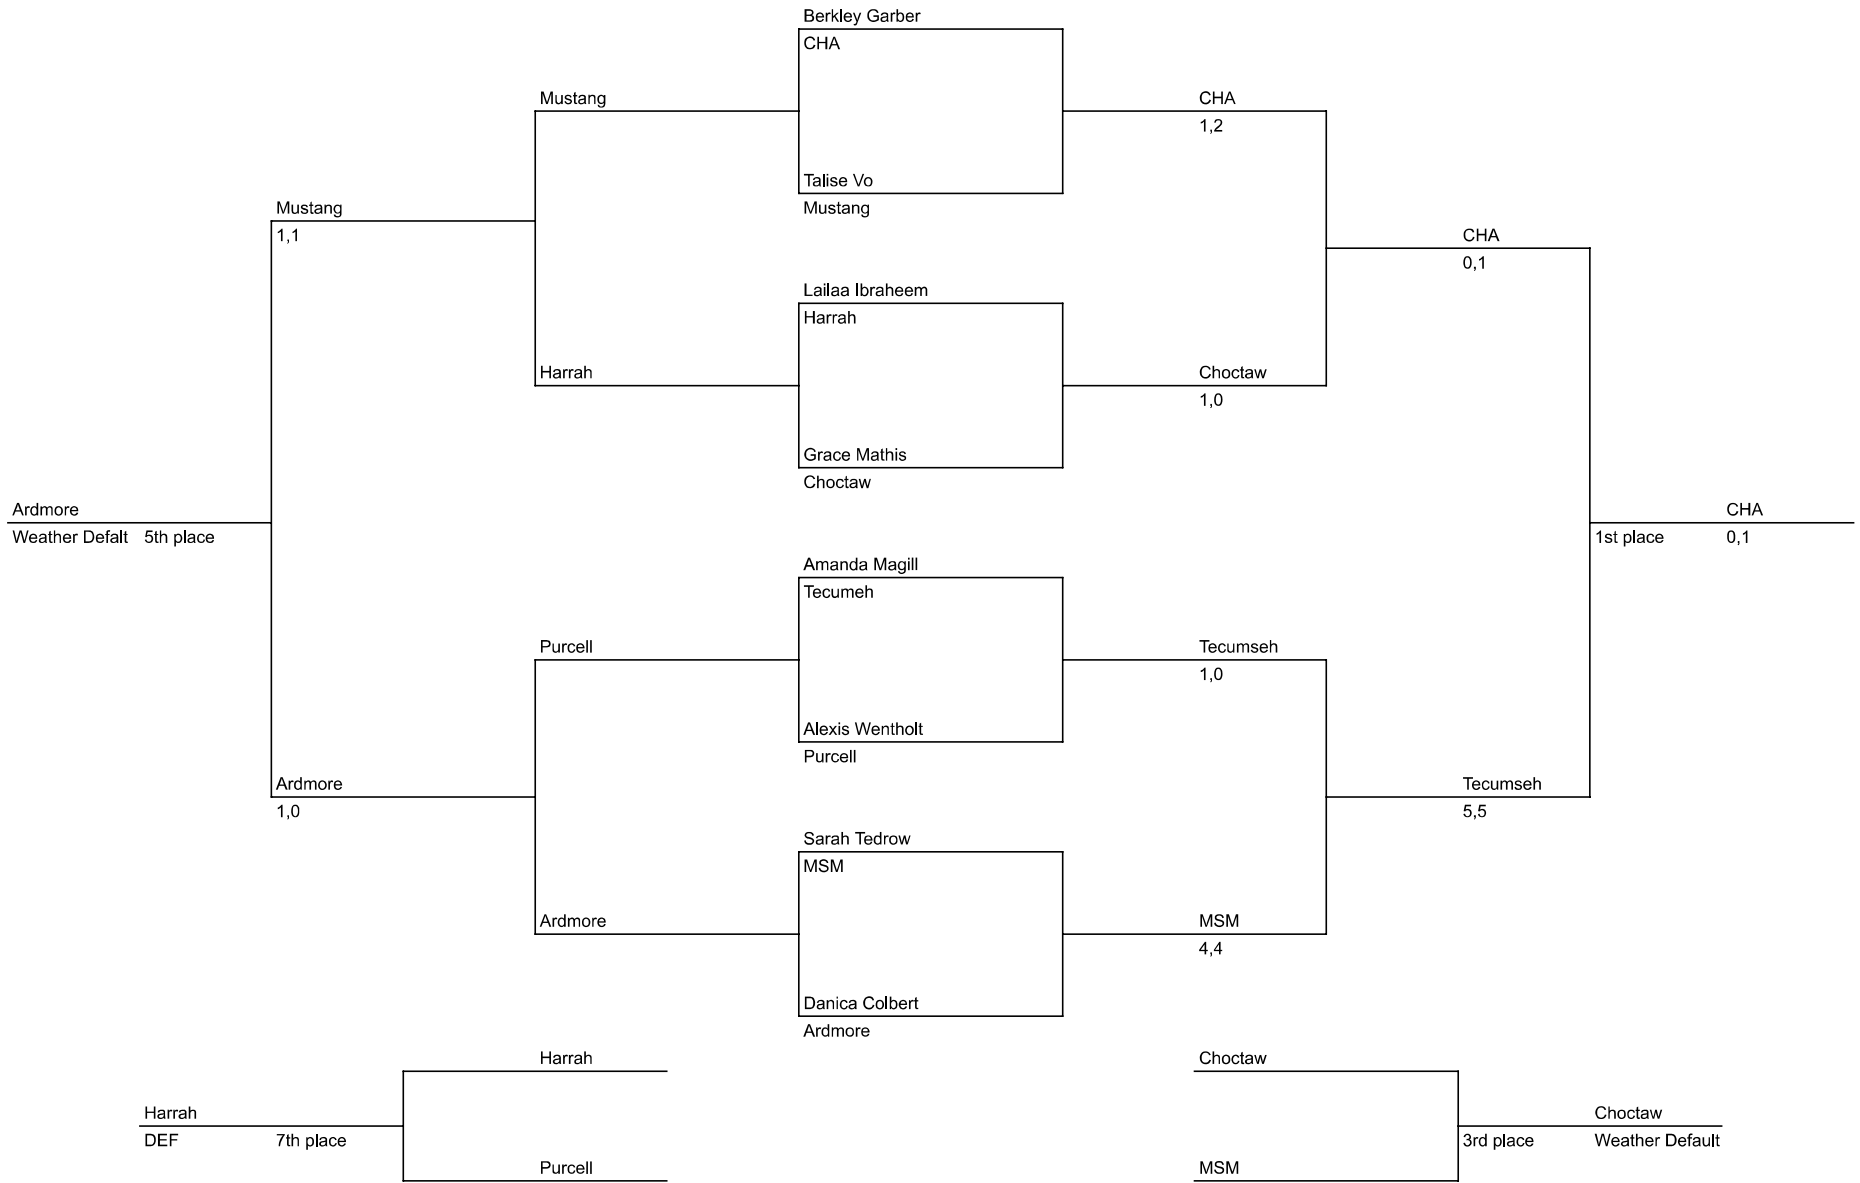 Berkley Garber
CHA
Mustang
CHA
1,2
Talise Vo
Mustang
Mustang
1,1
CHA
0,1
Lailaa Ibraheem
Harrah
Harrah
Choctaw
1,0
Grace Mathis
Choctaw
Ardmore
Weather Defalt 5th place
CHA
1st place 0,1
Amanda Magill
Tecumeh
Purcell
Tecumseh
1,0
Alexis Wentholt
Purcell
Ardmore
1,0
Tecumseh
5,5
Sarah Tedrow
MSM
Ardmore
MSM
4,4
Danica Colbert
Ardmore
Harrah
Choctaw
Harrah
DEF 7th place
Choctaw
3rd place Weather Default
Purcell
MSM